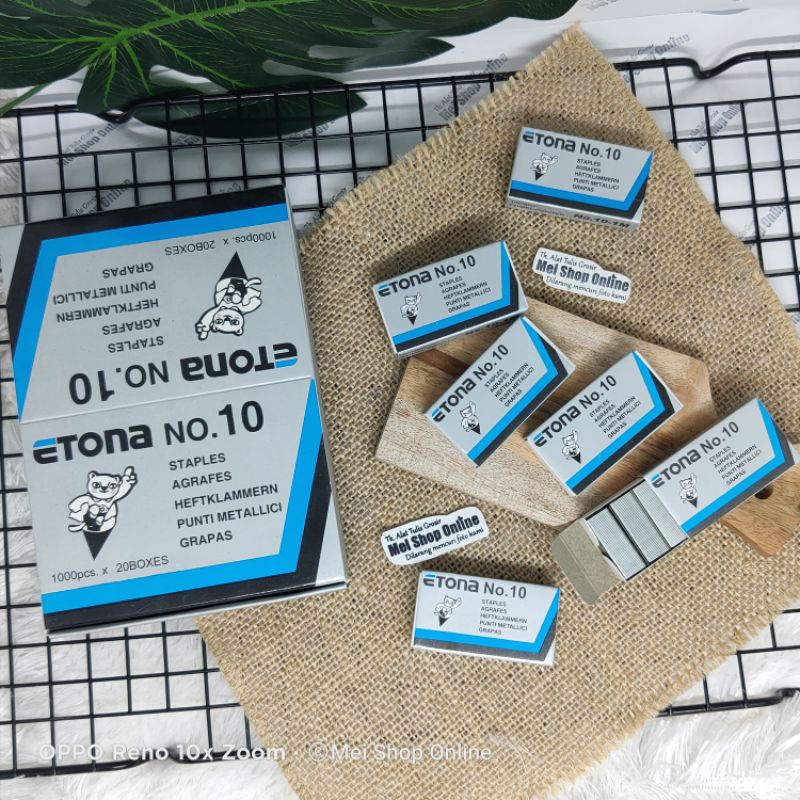 1000pcs. x 20BOXES
STAPLES
AGRAFES
HEFTKLAMMERN
PUNTI METALLICI
GRAPAS
ETONA NO.10
ETONA NO.10
STAPLES
AGRAFES
HEFTKLAMMERN
PUNTI METALLICI
GRAPAS
1000pcs. x 20BOXES
ETONA No.10
STAPLES
AGRAFES
HEFTKLAMMERN
PUNTI METALLICI
GRAPAS
No.10-1M
ETONA No.10
STAPLES
AGRAFES
HEFTKLAMMERN
PUNTI METALLICI
GRAPAS
Tk. Alat Tulis Grosir
Mei Shop Online
Dilarang mencuri foto kami
ETONA No.10
STAPLES
AGRAFES
HEFTKLAMMERN
PUNTI METALLICI
GRAPAS
ETONA No.10
STAPLES
AGRAFES
HEFTKLAMMERN
PUNTI METALLICI
GRAPAS
ETONA No.10
STAPLES
AGRAFES
HEFTKLAMMERN
PUNTI METALLICI
GRAPAS
Tk. Alat Tulis Grosir
Mei Shop Online
Dilarang mencuri foto kami
ETONA No.10
STAPLES
AGRAFES
HEFTKLAMMERN
PUNTI METALLICI
GRAPAS
OPPO Reno 10x Zoom · ©Mei Shop Online